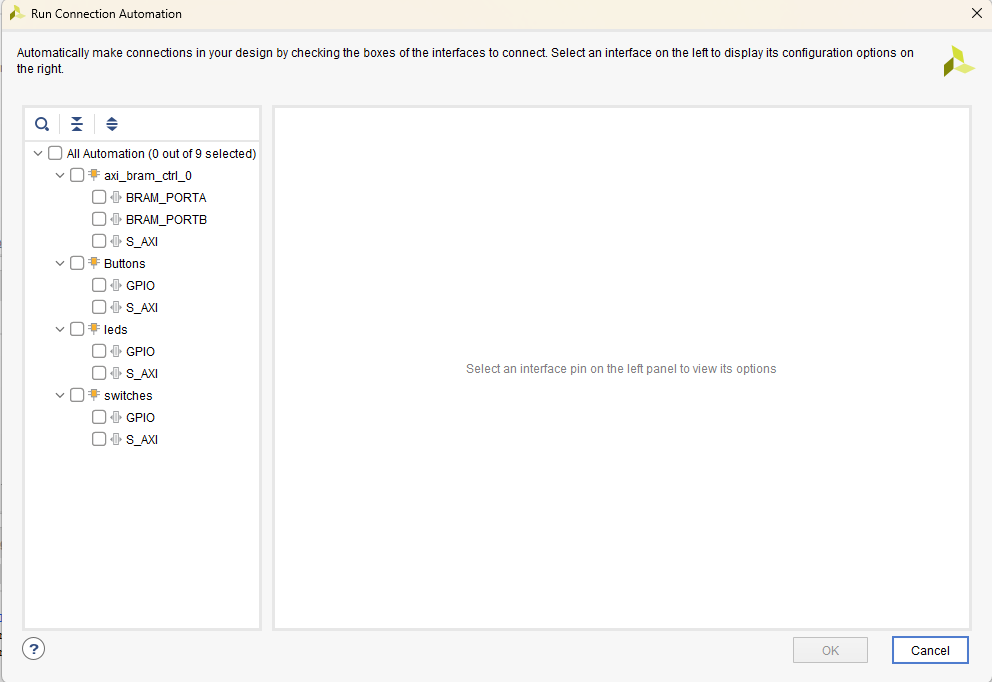 Run Connection Automation
Automatically make connections in your design by checking the boxes of the interfaces to connect. Select an interface on the left to display its configuration options on
the right.
All Automation (0 out of 9 selected)
axi_bram_ctrl_0
BRAM_PORTA
BRAM_PORTB
S_AXI
Buttons
GPIO
S_AXI
leds
GPIO
S_AXI
switches
GPIO
S_AXI
Select an interface pin on the left panel to view its options
?
OK
Cancel